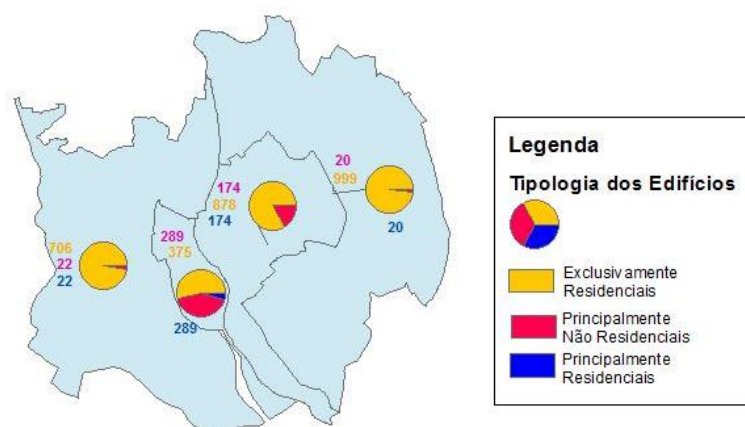 20
999
20
174
878
174
289
375
289
706
22
22
Legenda
Tipologia dos Edifícios
Exclusivamente
Residenciais
Principalmente
Não Residenciais
Principalmente
Residenciais